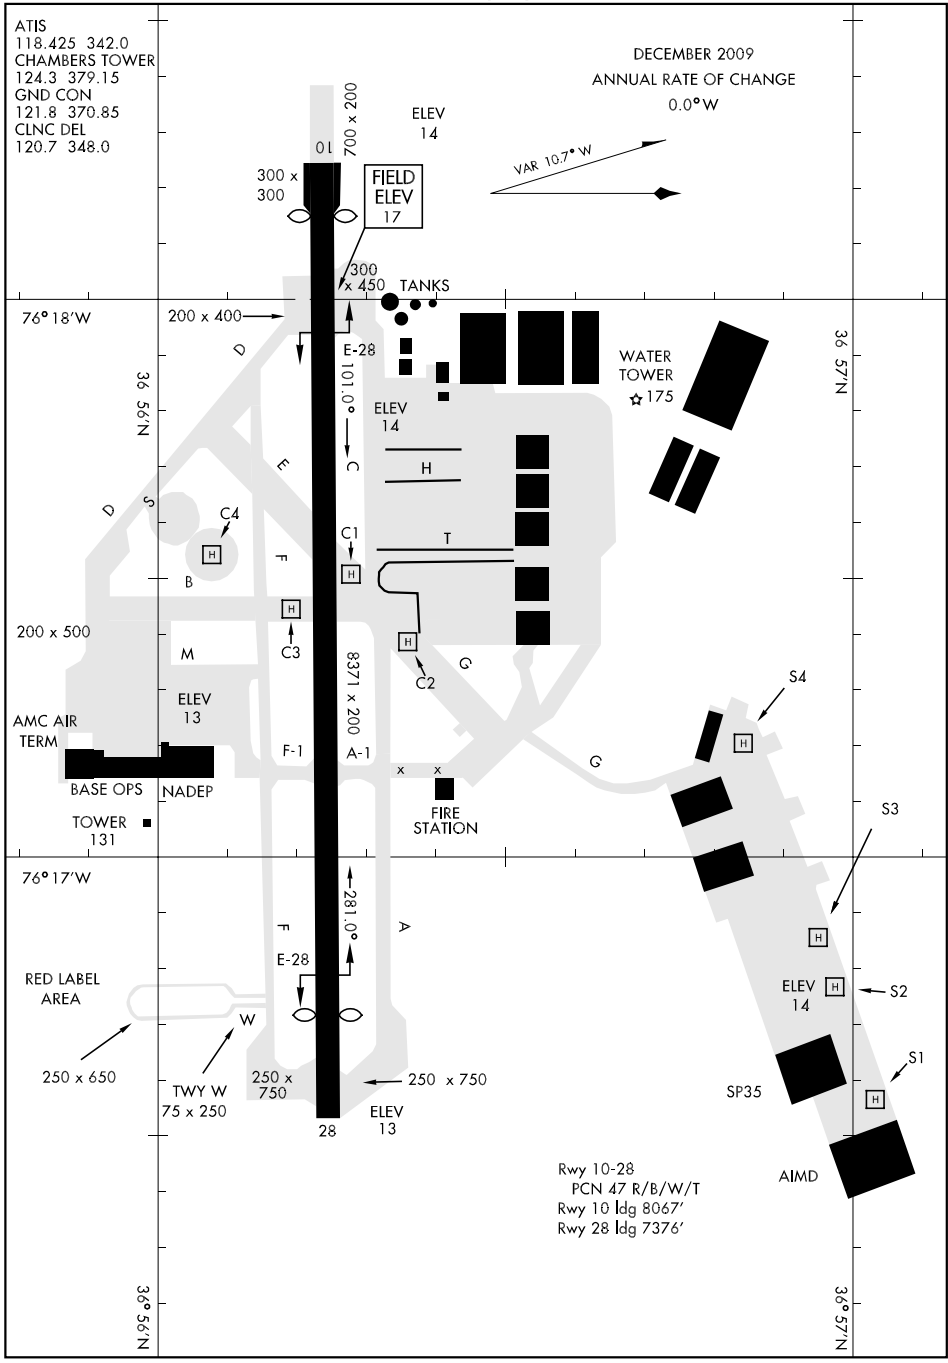 ATIS
118.425 342.0
CHAMBERS TOWER
124.3 379.15
GND CON
121.8 370.85
CLNC DEL
120.7 348.0
DECEMBER 2009
ANNUAL RATE OF CHANGE
0.0° W
VAR 10.7° W
ELEV
14
700 x 200
10
300 x
300
FIELD
ELEV
17
300
x 450
TANKS
76° 18'W
200 x 400
D
E-28
101.0°
36 56'N
36 57'N
WATER
TOWER
175
ELEV
14
E
C
H
D
S
C4
H
C1
T
F
H
B
H
200 x 500
M
C3
H
C2
G
8371 x 200
S4
ELEV
13
AMC AIR
TERM
F-1
A-1
H
G
x
x
BASE OPS
NADEP
FIRE
STATION
S3
TOWER
131
76° 17'W
281.0°
F
A
H
E-28
RED LABEL
AREA
ELEV
14
H
S2
W
S1
250 x 650
TWY W
75 x 250
250 x
750
250 x 750
SP35
H
ELEV
13
28
Rwy 10-28
PCN 47 R/B/W/T
Rwy 10 ldg 8067'
Rwy 28 ldg 7376'
AIMD
36° 56'N
36° 57'N